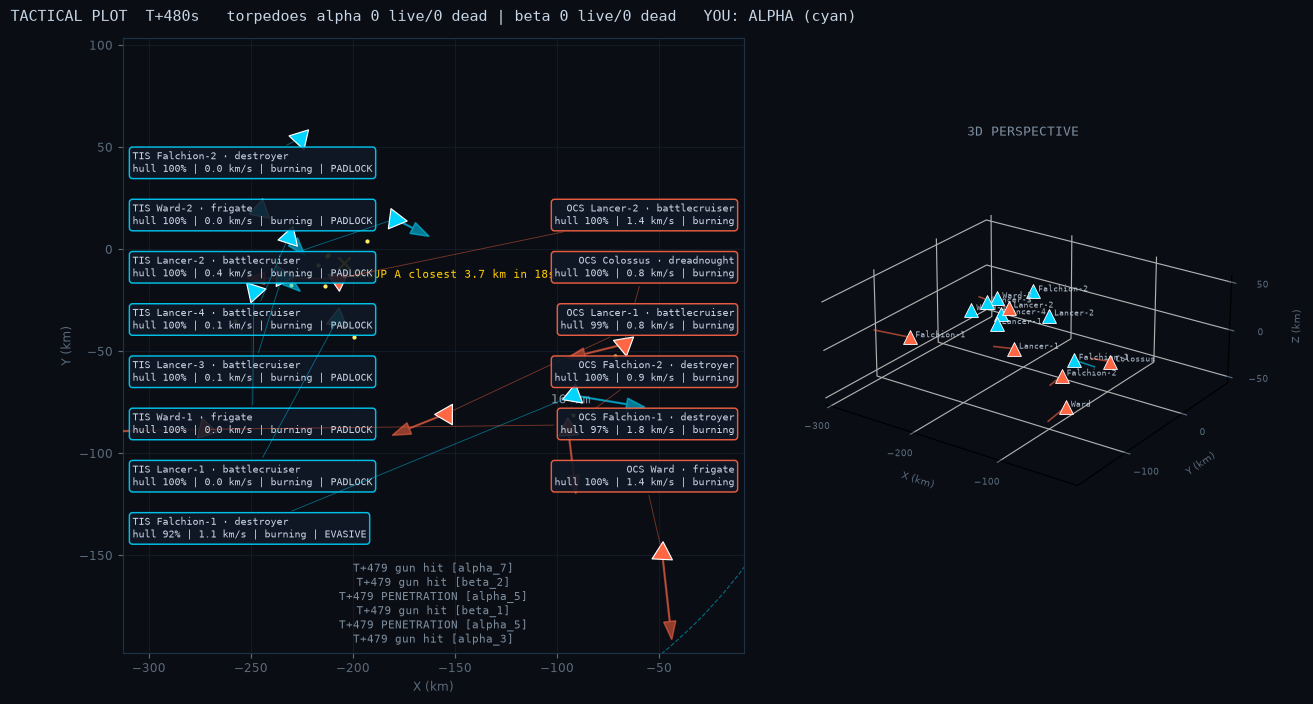 TACTICAL PLOT  T+480s   torpedoes alpha 0 live/0 dead | beta 0 live/0 dead   YOU: ALPHA (cyan)
100
50
0
−50
−100
−150
Y (km)
−300
−250
−200
−150
−100
−50
X (km)
TIS Falchion-2 · destroyer
hull 100% | 0.0 km/s | burning | PADLOCK
TIS Ward-2 · frigate
hull 100% | 0.0 km/s | burning | PADLOCK
TIS Lancer-2 · battlecruiser
hull 100% | 0.4 km/s | burning | PADLOCK
TIS Lancer-4 · battlecruiser
hull 100% | 0.1 km/s | burning | PADLOCK
TIS Lancer-3 · battlecruiser
hull 100% | 0.1 km/s | burning | PADLOCK
TIS Ward-1 · frigate
hull 100% | 0.0 km/s | burning | PADLOCK
TIS Lancer-1 · battlecruiser
hull 100% | 0.0 km/s | burning | PADLOCK
TIS Falchion-1 · destroyer
hull 92% | 1.1 km/s | burning | EVASIVE
A closest 3.7 km in 18s
OCS Lancer-2 · battlecruiser
hull 100% | 1.4 km/s | burning
OCS Colossus · dreadnought
hull 100% | 0.8 km/s | burning
OCS Lancer-1 · battlecruiser
hull 99% | 0.8 km/s | burning
OCS Falchion-2 · destroyer
hull 100% | 0.9 km/s | burning
OCS Falchion-1 · destroyer
hull 97% | 1.8 km/s | burning
OCS Ward · frigate
hull 100% | 1.4 km/s | burning
T+479 gun hit [alpha_7]
T+479 gun hit [beta_2]
T+479 PENETRATION [alpha_5]
T+479 gun hit [beta_1]
T+479 PENETRATION [alpha_5]
T+479 gun hit [alpha_3]
3D PERSPECTIVE
Falchion-2
Lancer-2
Lancer-2
Falchion-1
Lancer-1
Colossus
Falchion-2
Ward
50
0
−50
Z (km)
−300
−200
−100
X (km)
0
−100
Y (km)